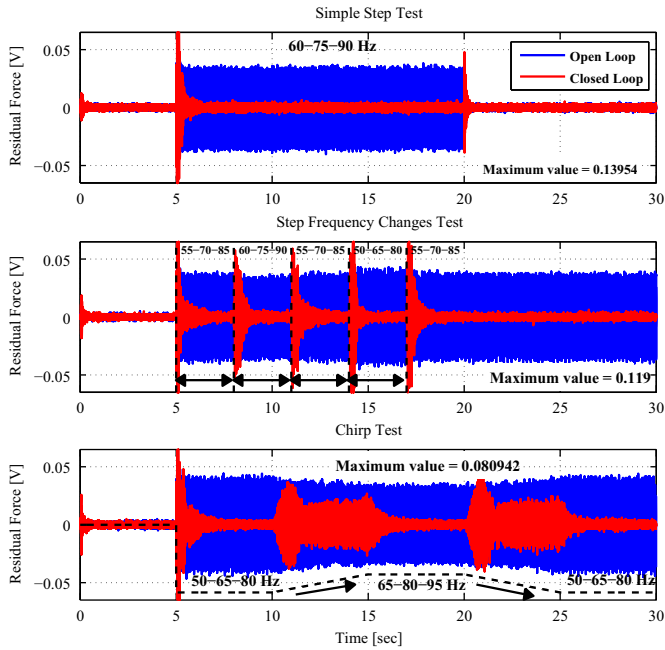 Simple Step Test
Residual Force [V]
0.05
0
−0.05
60−75−90 Hz
Open Loop
Closed Loop
Maximum value = 0.13954
0 5 10 15 20 25 30
Step Frequency Changes Test
Residual Force [V]
0.05
0
−0.05
55−70−85 60−75−90 55−70−85 50−65−80 55−70−85
Maximum value = 0.119
0 5 10 15 20 25 30
Chirp Test
Residual Force [V]
0.05
0
−0.05
Maximum value = 0.080942
50−65−80 Hz 65−80−95 Hz 50−65−80 Hz
0 5 10 15 20 25 30
Time [sec]